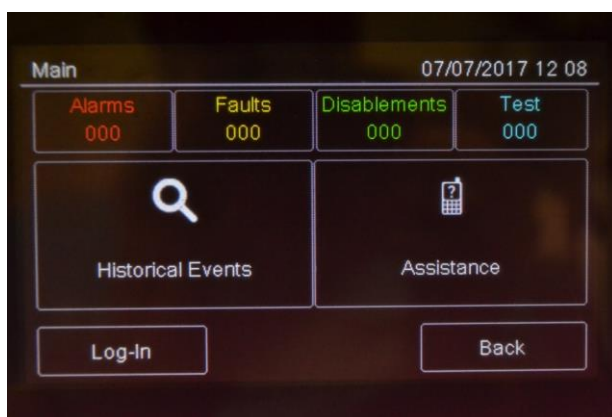 Main 07/07/2017 12 08
Alarms Faults Disablements Test
000 000 000 000
?
Historical Events Assistance
Log-In Back